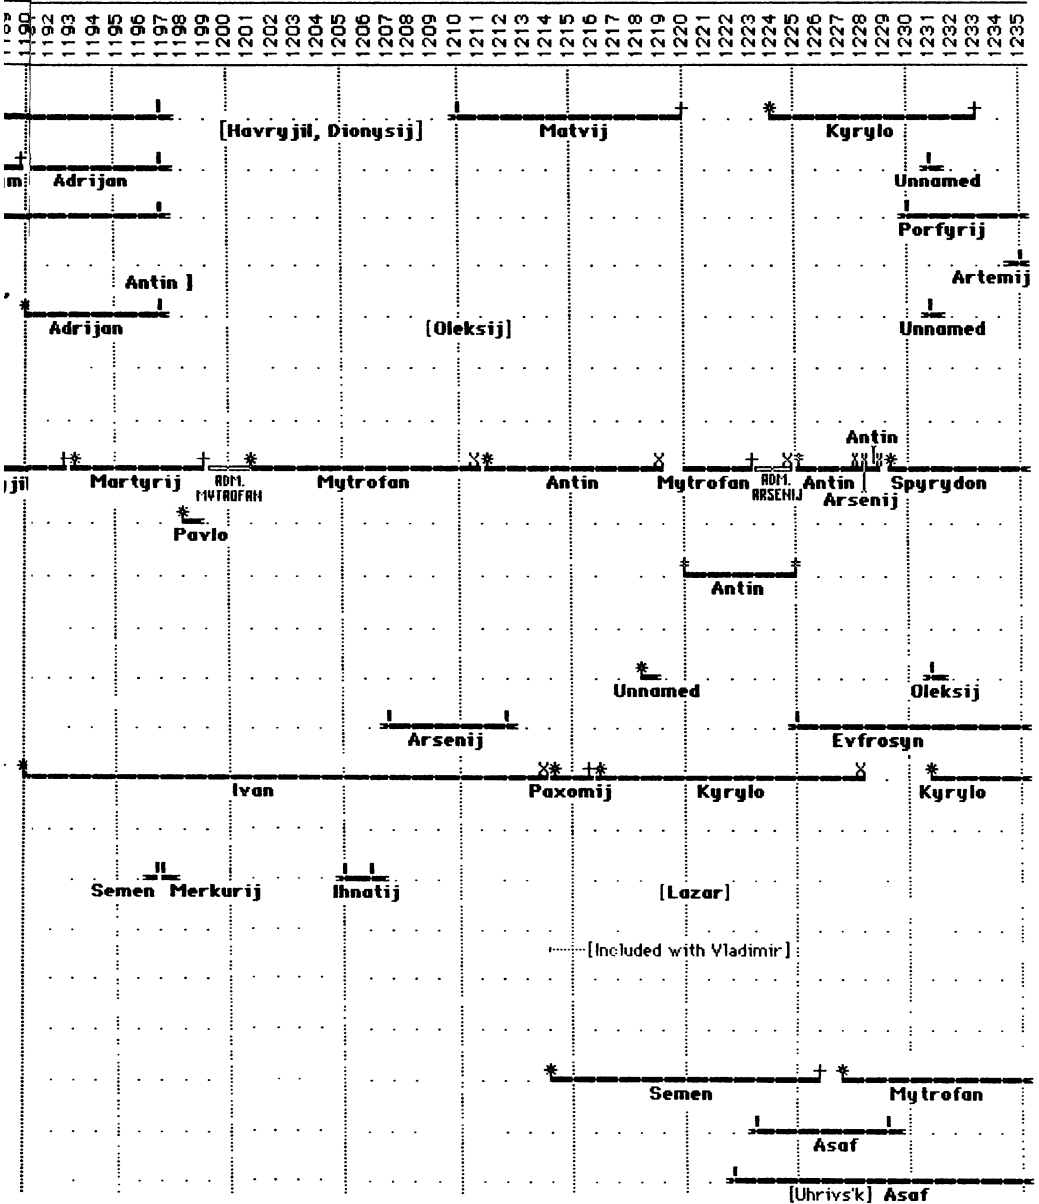 1189 1190 1192 1193 1194 1195 1196 1197 1198 1199 1200 1201 1202 1203 1204 1205 1206 1207 1208 1209 1210 1211 1212 1213 1214 1215 1216 1217 1218 1219 1220 1221 1222 1223 1224 1225 1226 1227 1228 1229 1230 1231 1232 1233 1234 1235
[Havryjil, Dionysij] Matvij Kyrylo
m Adrijan Unnamed
Porfyrij
Artemij
Antin ]
Adrijan [Oleksij] Unnamed
Antin
yjil Martyrij ADM. MYTROFAN Mytrofan Antin Mytrofan ADM. ARSENIJ Antin Spyrydon
Arsenij
Pavlo
Antin
Unnamed Oleksij
Arsenij Evfrosyn
Ivan Paxomij Kyrylo Kyrylo
Semen Merkurij Ihnatij [Lazar]
[Included with Vladimir]
Semen Mytrofan
Asaf
[Uhrivs'k] Asaf